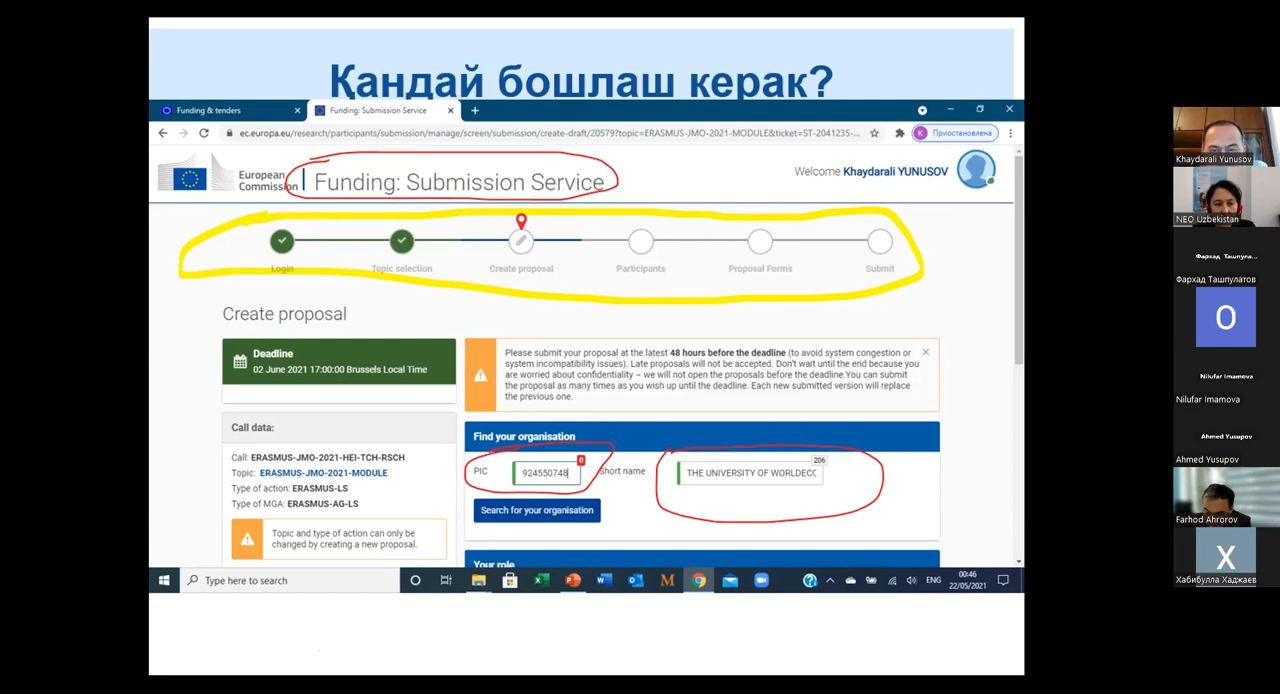 Қандай бошлаш керак?
Funding & tenders
Funding: Submission Service
ec.europa.eu/research/participants/submission/manage/screen/submission/create-draft/20579?topic=ERASMUS-JMO-2021-MODULE&ticket=ST-2041235-...
K Приостановлена
European
Commission
Funding: Submission Service
Welcome Khaydarali YUNUSOV
Login
Topic selection
Create proposal
Participants
Proposal Forms
Submit
Create proposal
Deadline
02 June 2021 17:00:00 Brussels Local Time
Please submit your proposal at the latest 48 hours before the deadline (to avoid system congestion or
system incompatibility issues). Late proposals will not be accepted. Don't wait until the end because you
are worried about confidentiality – we will not open the proposals before the deadline.You can submit
the proposal as many times as you wish up until the deadline. Each new submitted version will replace
the previous one.
Call data:
Call: ERASMUS-JMO-2021-HEI-TCH-RSCH
Topic: ERASMUS-JMO-2021-MODULE
Type of action: ERASMUS-LS
Type of MGA: ERASMUS-AG-LS
Topic and type of action can only be
changed by creating a new proposal.
Find your organisation
PIC
924550748
0
Short name
THE UNIVERSITY OF WORLDECO
206
Search for your organisation
Your role
Type here to search
ENG
00:46
22/05/2021
Khaydarali Yunusov
NEO Uzbekistan
Фарход Ташпула...
Фарход Ташпулатов
O
Nilufar Imamova
Nilufar Imamova
Ahmed Yusupov
Ahmed Yusupov
Farhod Ahrorov
X
Хабибулла Хаджаев